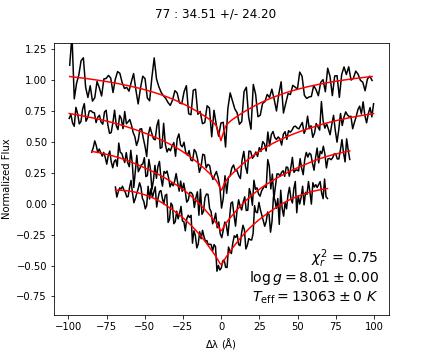 77 : 34.51 +/- 24.20
1.25
1.00
0.75
0.50
0.25
0.00
−0.25
−0.50
−0.75
Normalized Flux
χ²ᵣ = 0.75
log g = 8.01 ± 0.00
T_eff = 13063 ± 0 K
−100 −75 −50 −25 0 25 50 75 100
Δλ (Å)